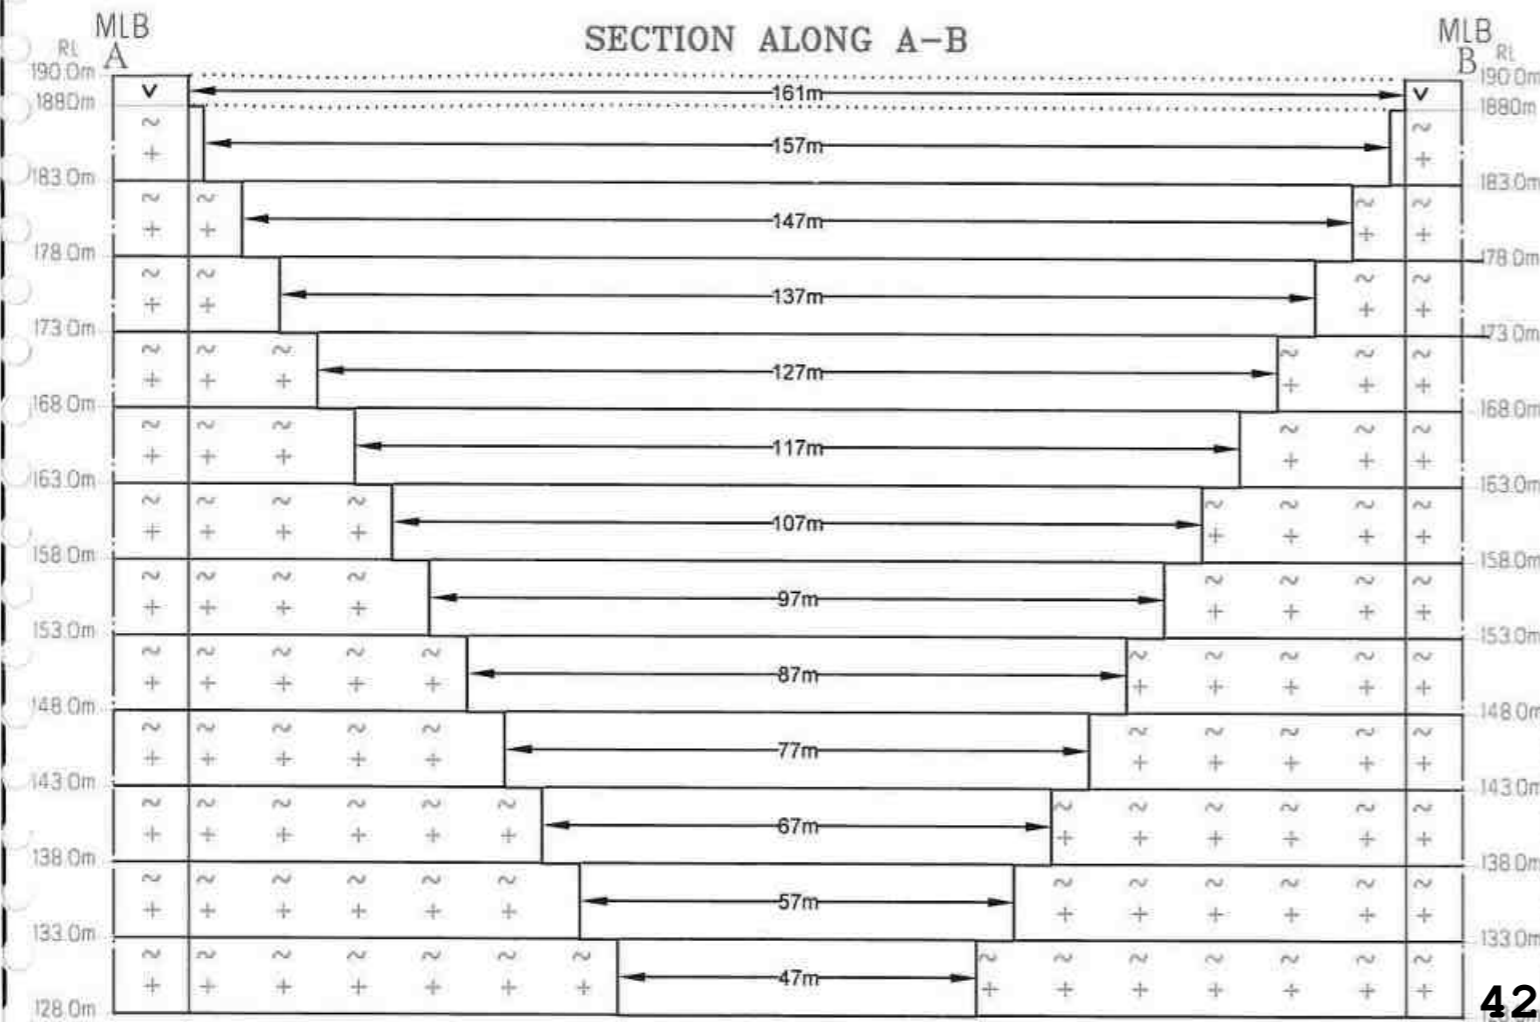 MLB SECTION ALONG A-B MLB
RL A B RL
190.0m V 161m V 190.0m
188.0m 188.0m
157m
183.0m 183.0m
147m
178.0m 178.0m
137m
173.0m 173.0m
127m
168.0m 168.0m
117m
163.0m 163.0m
107m
158.0m 158.0m
97m
153.0m 153.0m
87m
148.0m 148.0m
77m
143.0m 143.0m
67m
138.0m 138.0m
57m
133.0m 133.0m
47m
128.0m 42